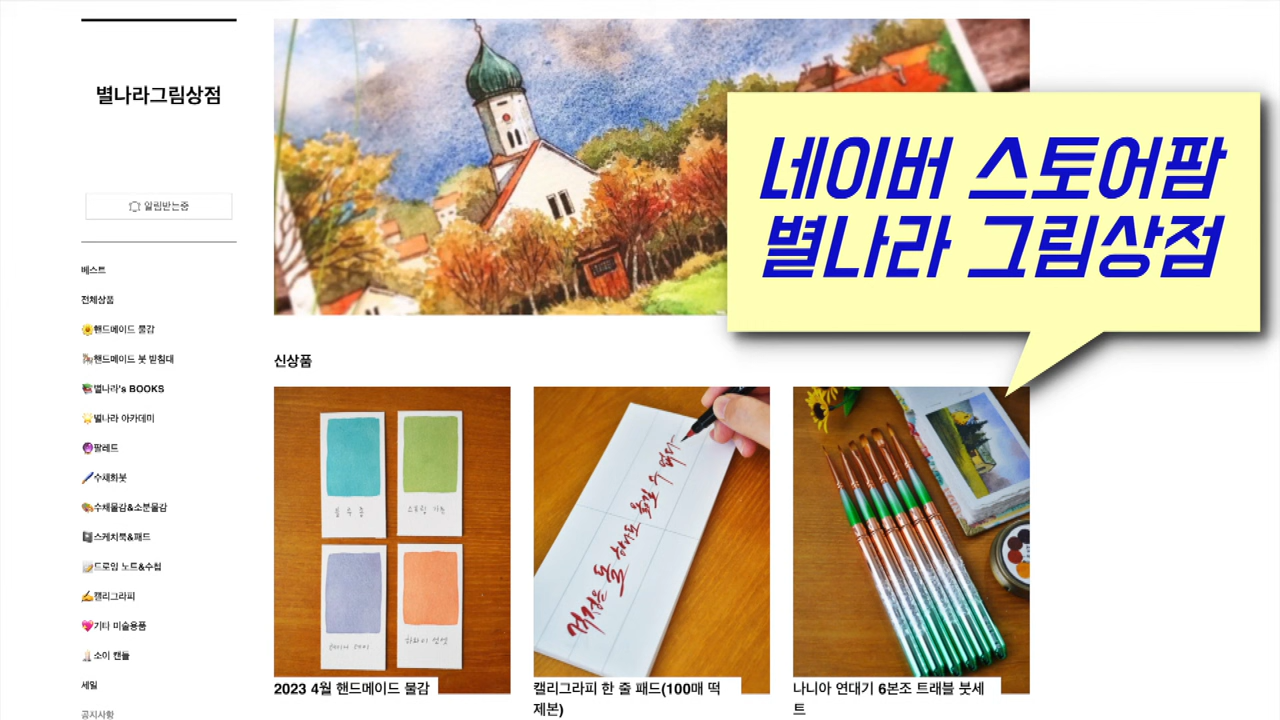 별나라그림상점
알림받는중
베스트
전체상품
핸드메이드 물감
핸드메이드 붓 받침대
별나라's BOOKS
별나라 아카데미
팔레트
수채화붓
수채물감&소분물감
스케치북&패드
드로잉 노트&수첩
캘리그라피
기타 미술용품
소이 캔들
세일
공지사항
네이버 스토어팜
별나라 그림상점
신상품
2023 4월 핸드메이드 물감
캘리그라피 한 줄 패드(100매 떡
제본)
나니아 연대기 6본조 트래블 붓세
트